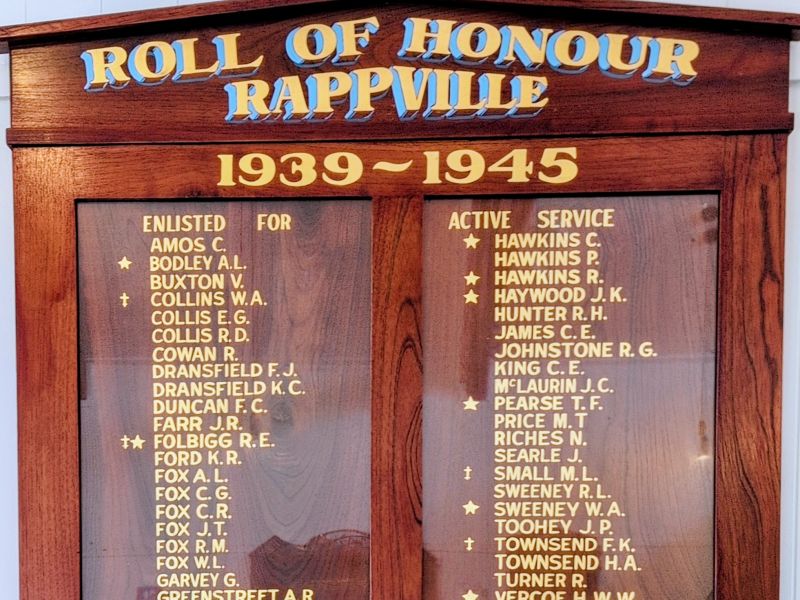 ROLL OF HONOUR
RAPPVILLE
1939~1945
ENLISTED FOR
AMOS C.
★ BODLEY A.L.
BUXTON V.
† COLLINS W.A.
COLLIS E.G.
COLLIS R.D.
COWAN R.
DRANSFIELD F.J.
DRANSFIELD K.C.
DUNCAN F.C.
FARR J.R.
‡★ FOLBIGG R.E.
FORD K.R.
FOX A.L.
FOX C.G.
FOX C.R.
FOX J.T.
FOX R.M.
FOX W.L.
GARVEY G.
GREENSTREET A.R.
ACTIVE SERVICE
★ HAWKINS C.
HAWKINS P.
★ HAWKINS R.
★ HAYWOOD J.K.
HUNTER R.H.
JAMES C.E.
JOHNSTONE R.G.
KING C.E.
McLAURIN J.C.
★ PEARSE T.F.
PRICE M.T
RICHES N.
SEARLE J.
‡ SMALL M.L.
SWEENEY R.L.
★ SWEENEY W.A.
TOOHEY J.P.
‡ TOWNSEND F.K.
TOWNSEND H.A.
TURNER R.
★ VERCOE H.W.W.